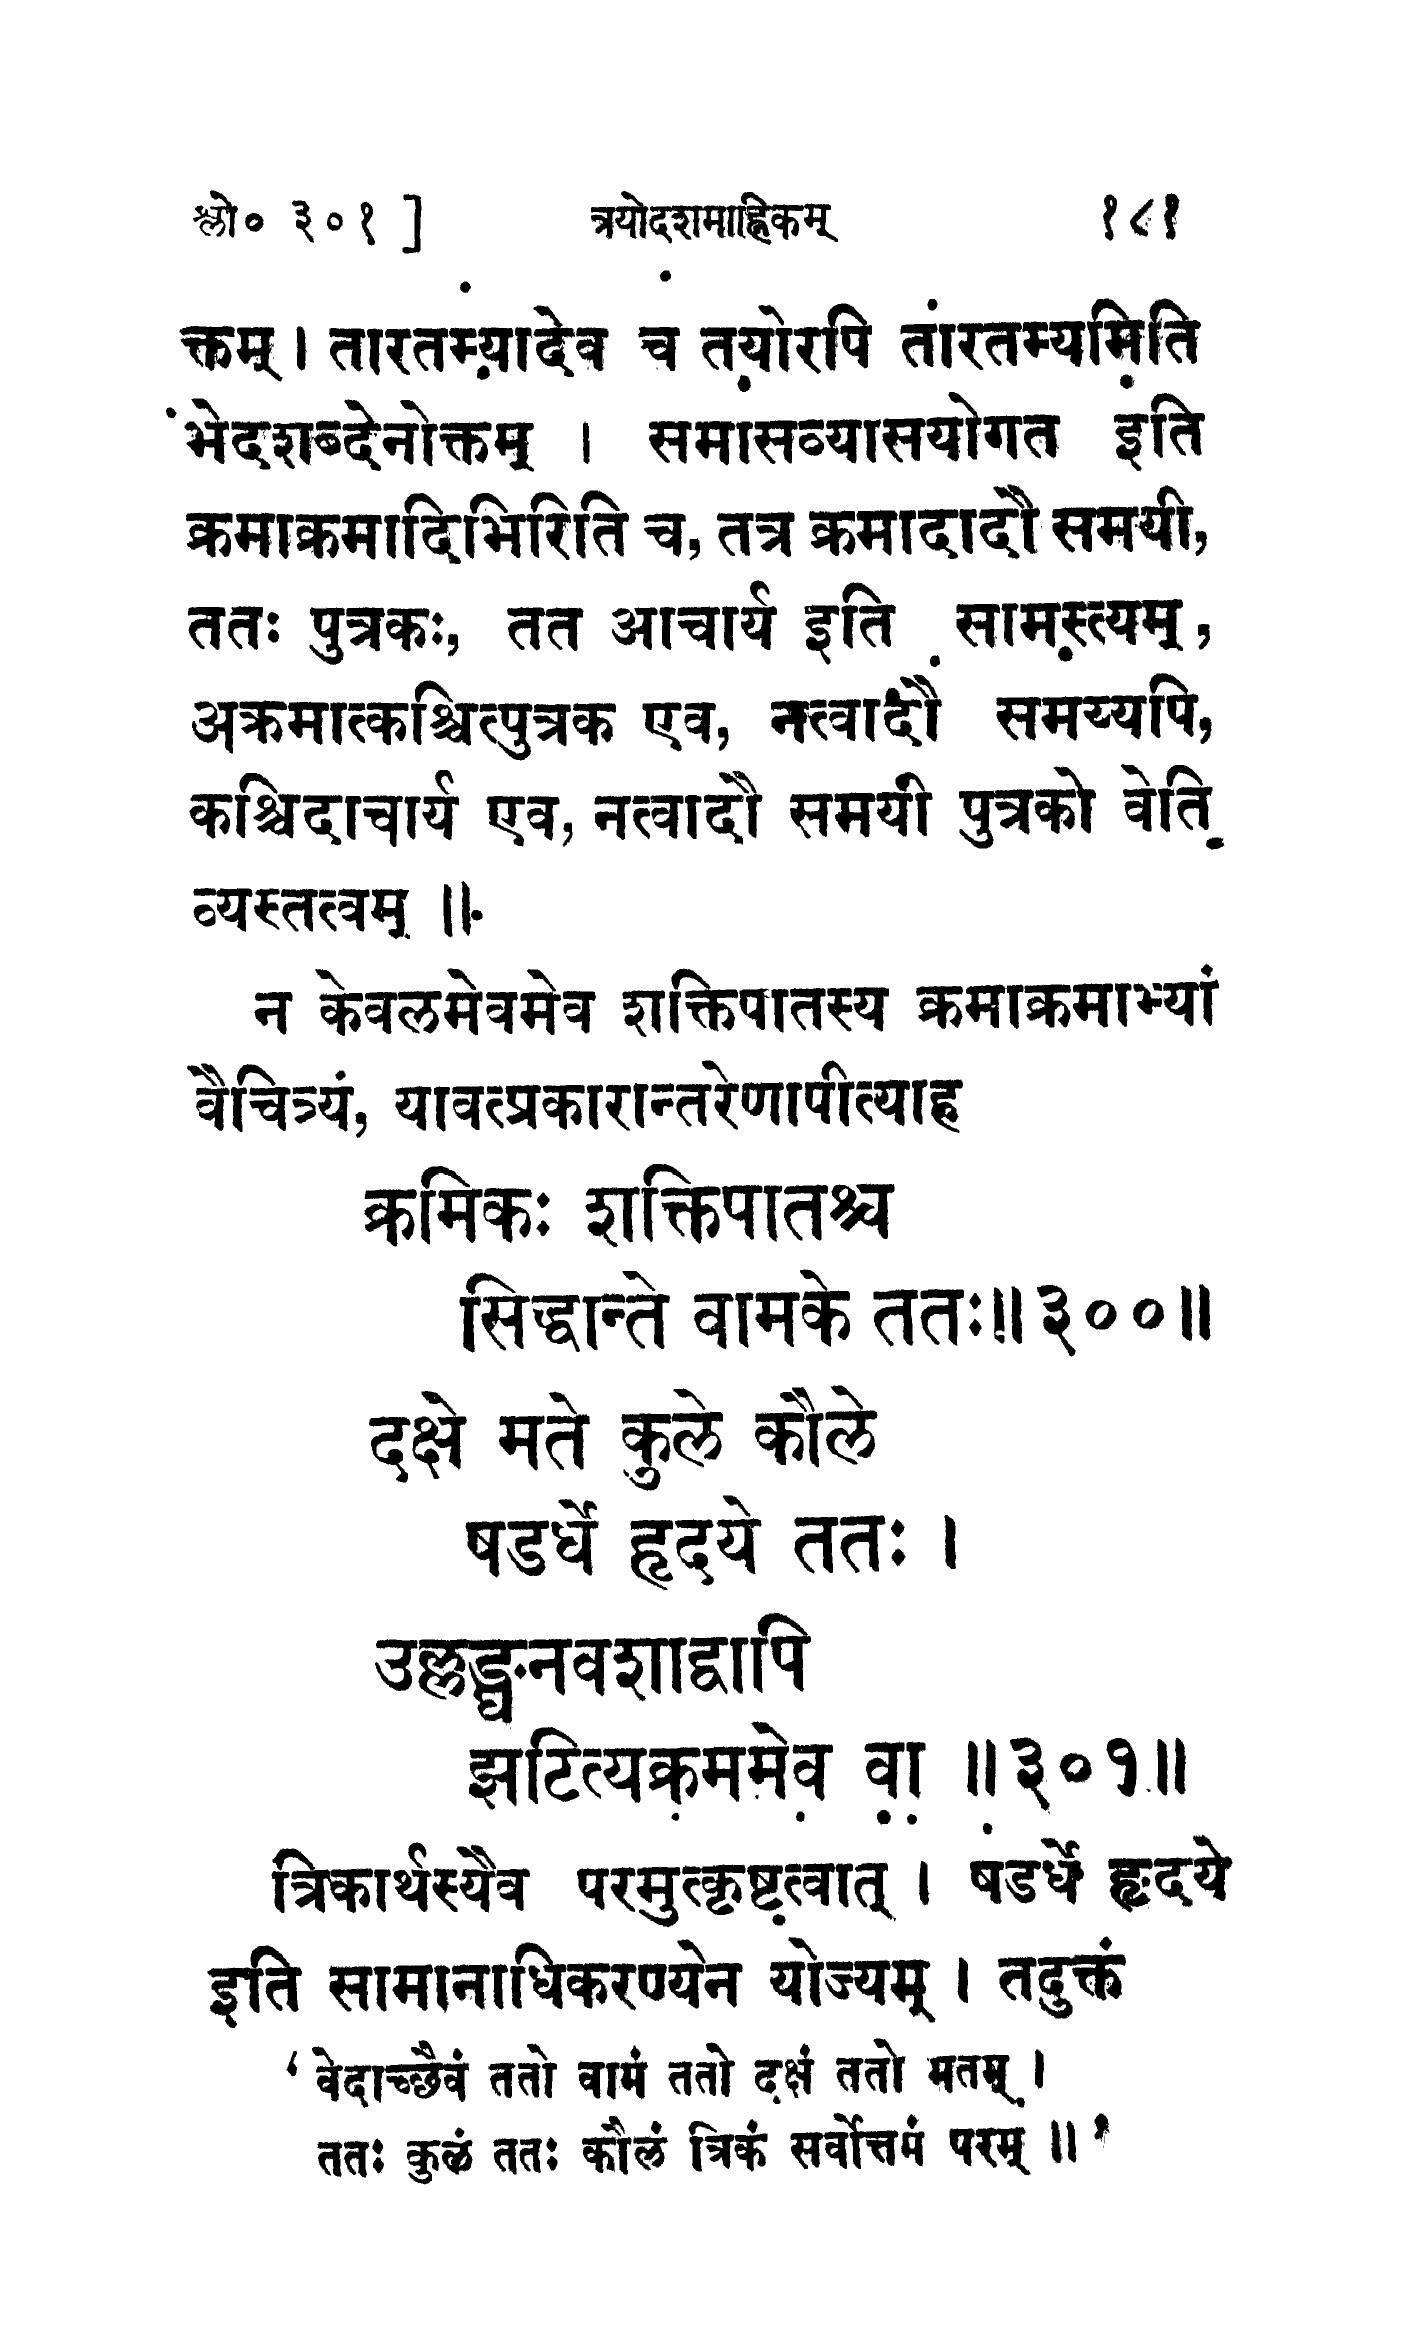 श्लो० ३०१ ] त्रयोदशमाह्निकम् १८१
क्तम् । तारतम्यादेव च तयोरपि तारतम्यमिति
भेदशब्देनोक्तम् । समासव्यासयोगत इति
क्रमाक्रमादिभिरिति च, तत्र क्रमादादौ समयी,
ततः पुत्रकः, तत आचार्य इति सामस्त्यम्,
अक्रमात्कश्चित्पुत्रक एव, नत्वादौ समय्यपि,
कश्चिदाचार्य एव, नत्वादौ समयी पुत्रको वेति
व्यस्तत्वम् ॥
न केवलमेवमेव शक्तिपातस्य क्रमाक्रमाभ्यां
वैचित्र्यं, यावत्प्रकारान्तरेणापीत्याह
क्रमिकः शक्तिपातश्च
सिद्धान्ते वामके ततः॥३००॥
दक्षे मते कुले कौले
षडर्धे हृदये ततः ।
उल्लङ्घनवशाद्वापि
झटित्यक्रममेव वा ॥३०१॥
त्रिकार्थस्यैव परमुत्कृष्टत्वात् । षडर्धे हृदये
इति सामानाधिकरण्येन योज्यम् । तदुक्तं
‘ वेदाच्छैवं ततो वामं ततो दक्षं ततो मतम् ।
ततः कुलं ततः कौलं त्रिकं सर्वोत्तमं परम् ॥ ’